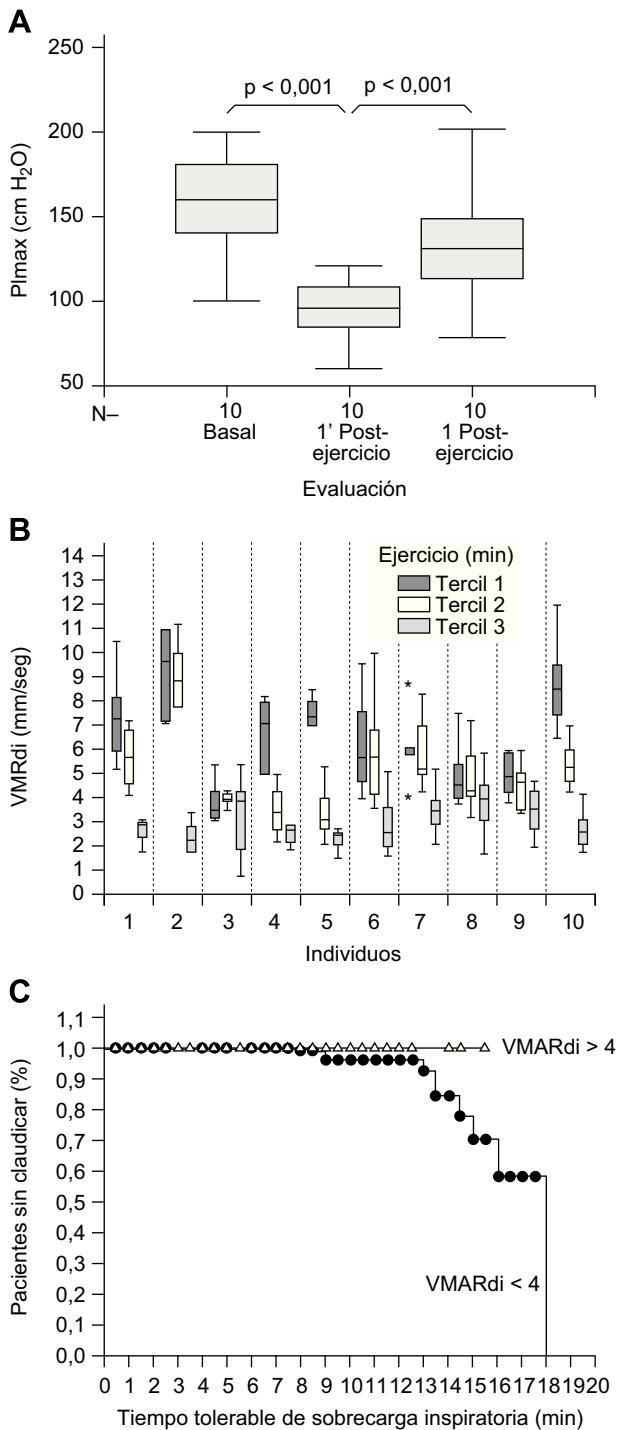 A
PImax (cm H2O)
250
200
150
100
50
p < 0,001 p < 0,001
N– 10 10 10
Basal 1’ Post- 1 Post-
ejercicio ejercicio
Evaluación
B
VMRdi (mm/seg)
14
13
12
11
10
9
8
7
6
5
4
3
2
1
0
Ejercicio (min)
Tercil 1
Tercil 2
Tercil 3
*
*
1 2 3 4 5 6 7 8 9 10
Individuos
C
Pacientes sin claudicar (%)
1,1
1,0
0,9
0,8
0,7
0,6
0,5
0,4
0,3
0,2
0,1
0,0
VMARdi > 4
VMARdi < 4
0 1 2 3 4 5 6 7 8 9 10 11 12 13 14 15 16 17 18 19 20
Tiempo tolerable de sobrecarga inspiratoria (min)